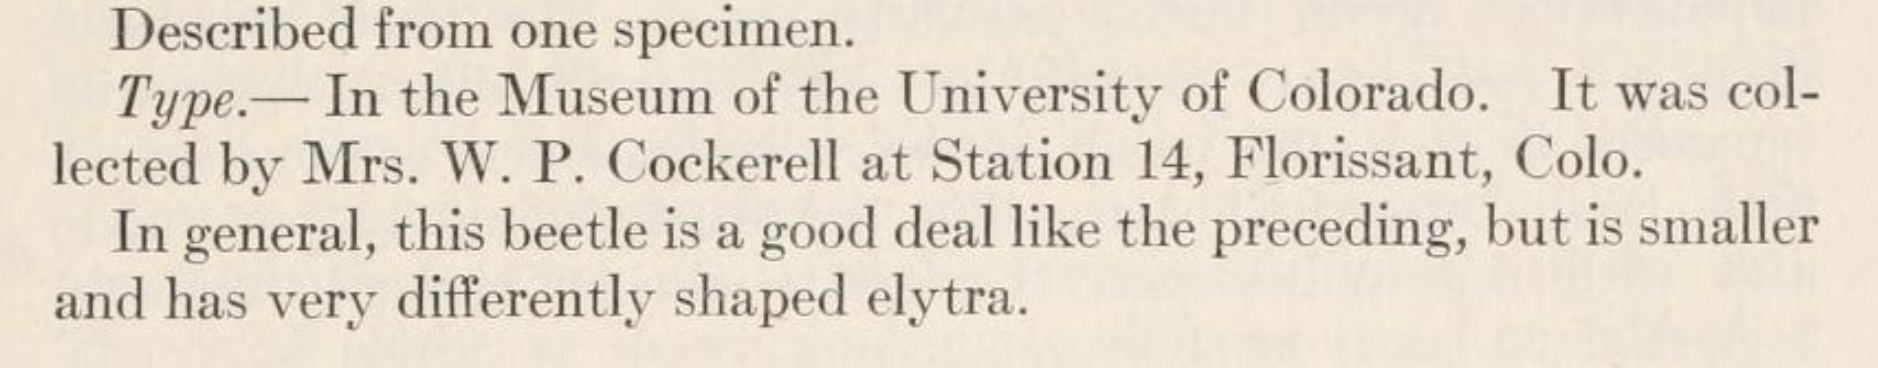 Described from one specimen.
Type.— In the Museum of the University of Colorado. It was col-
lected by Mrs. W. P. Cockerell at Station 14, Florissant, Colo.
In general, this beetle is a good deal like the preceding, but is smaller
and has very differently shaped elytra.